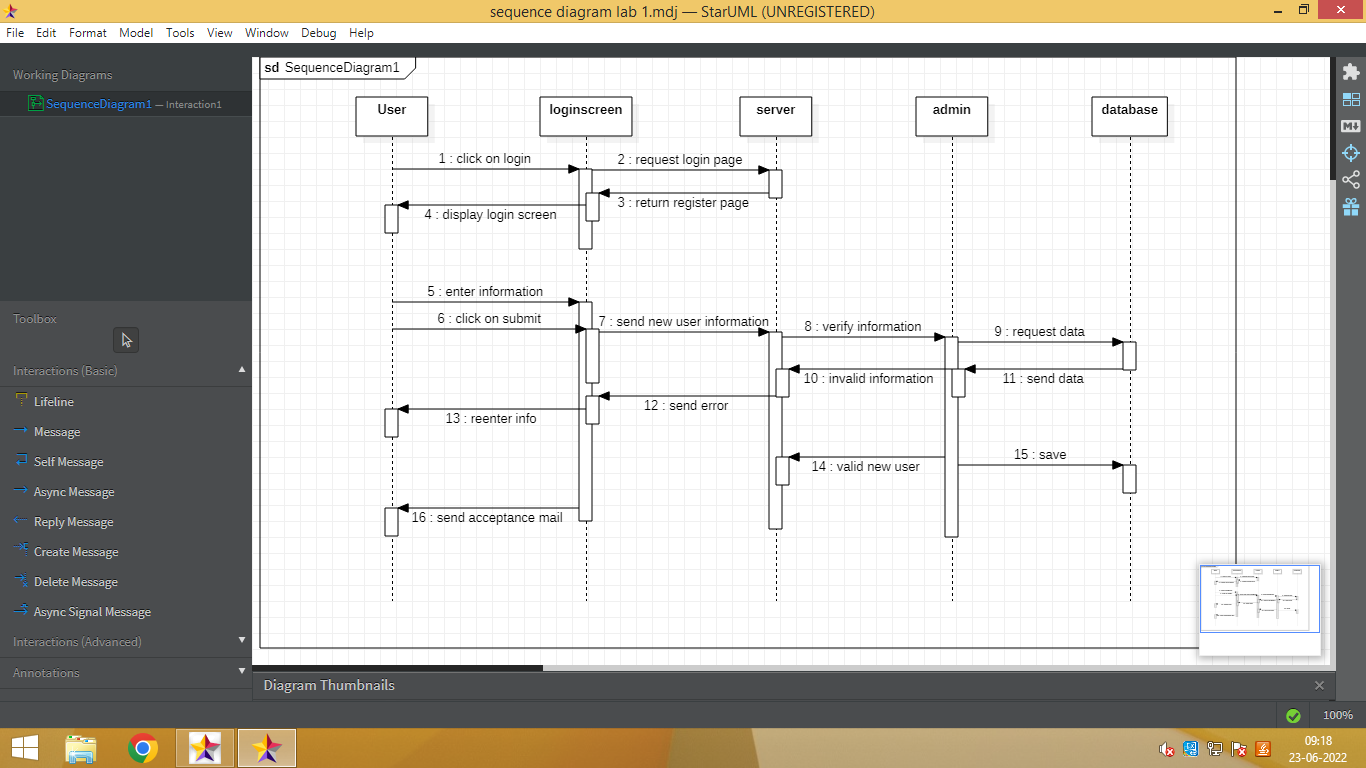 sequence diagram lab 1.mdj — StarUML (UNREGISTERED)
File Edit Format Model Tools View Window Debug Help
Working Diagrams
SequenceDiagram1 — Interaction1
Toolbox
Interactions (Basic)
Lifeline
Message
Self Message
Async Message
Reply Message
Create Message
Delete Message
Async Signal Message
Interactions (Advanced)
Annotations
sd SequenceDiagram1
User loginscreen server admin database
1 : click on login
2 : request login page
3 : return register page
4 : display login screen
5 : enter information
6 : click on submit
7 : send new user information
8 : verify information
9 : request data
10 : invalid information
11 : send data
12 : send error
13 : reenter info
14 : valid new user
15 : save
16 : send acceptance mail
M
Diagram Thumbnails
100%
09:18
23-06-2022